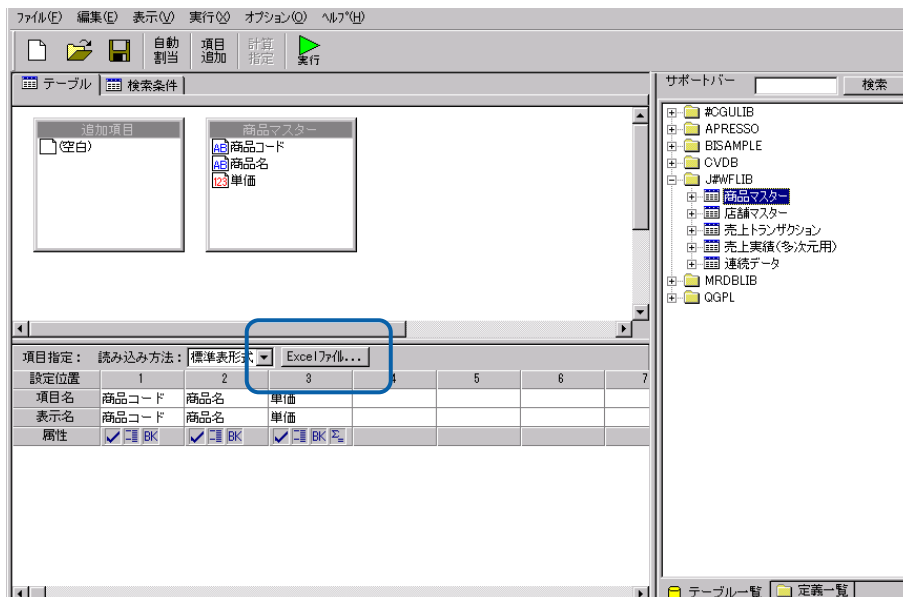 ファイル(F) 編集(E) 表示(V) 実行(X) オプション(O) ヘルプ(H)
自動割当 項目追加 計算指定 実行
テーブル 検索条件
追加項目
(空白)
商品マスター
商品コード
商品名
単価
項目指定： 読み込み方法： 標準表形式 Excelファイル...
設定位置 1 2 3 4 5 6 7
項目名 商品コード 商品名 単価
表示名 商品コード 商品名 単価
属性 BK BK BK Σ
サポートバー 検索
#CGULIB
APRESSO
BISAMPLE
CVDB
J#WFLIB
商品マスター
店舗マスター
売上トランザクション
売上実績(多次元用)
連続データ
MRDBLIB
QGPL
テーブル一覧 定義一覧